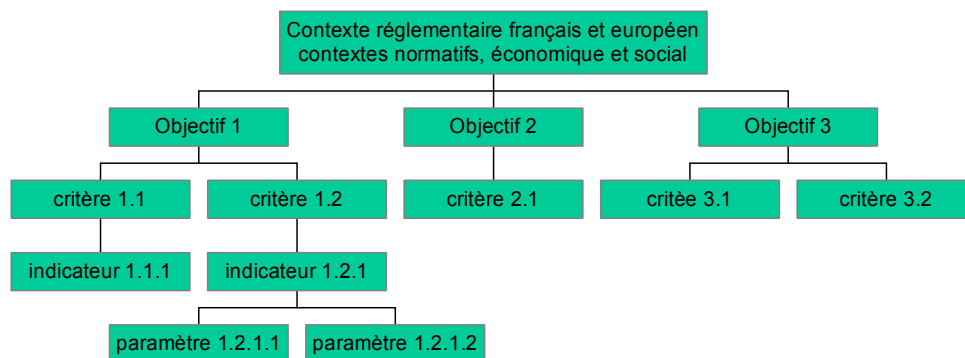 Contexte réglementaire français et européen
contextes normatifs, économique et social
Objectif 1
Objectif 2
Objectif 3
critère 1.1
critère 1.2
critère 2.1
critèe 3.1
critère 3.2
indicateur 1.1.1
indicateur 1.2.1
paramètre 1.2.1.1
paramètre 1.2.1.2